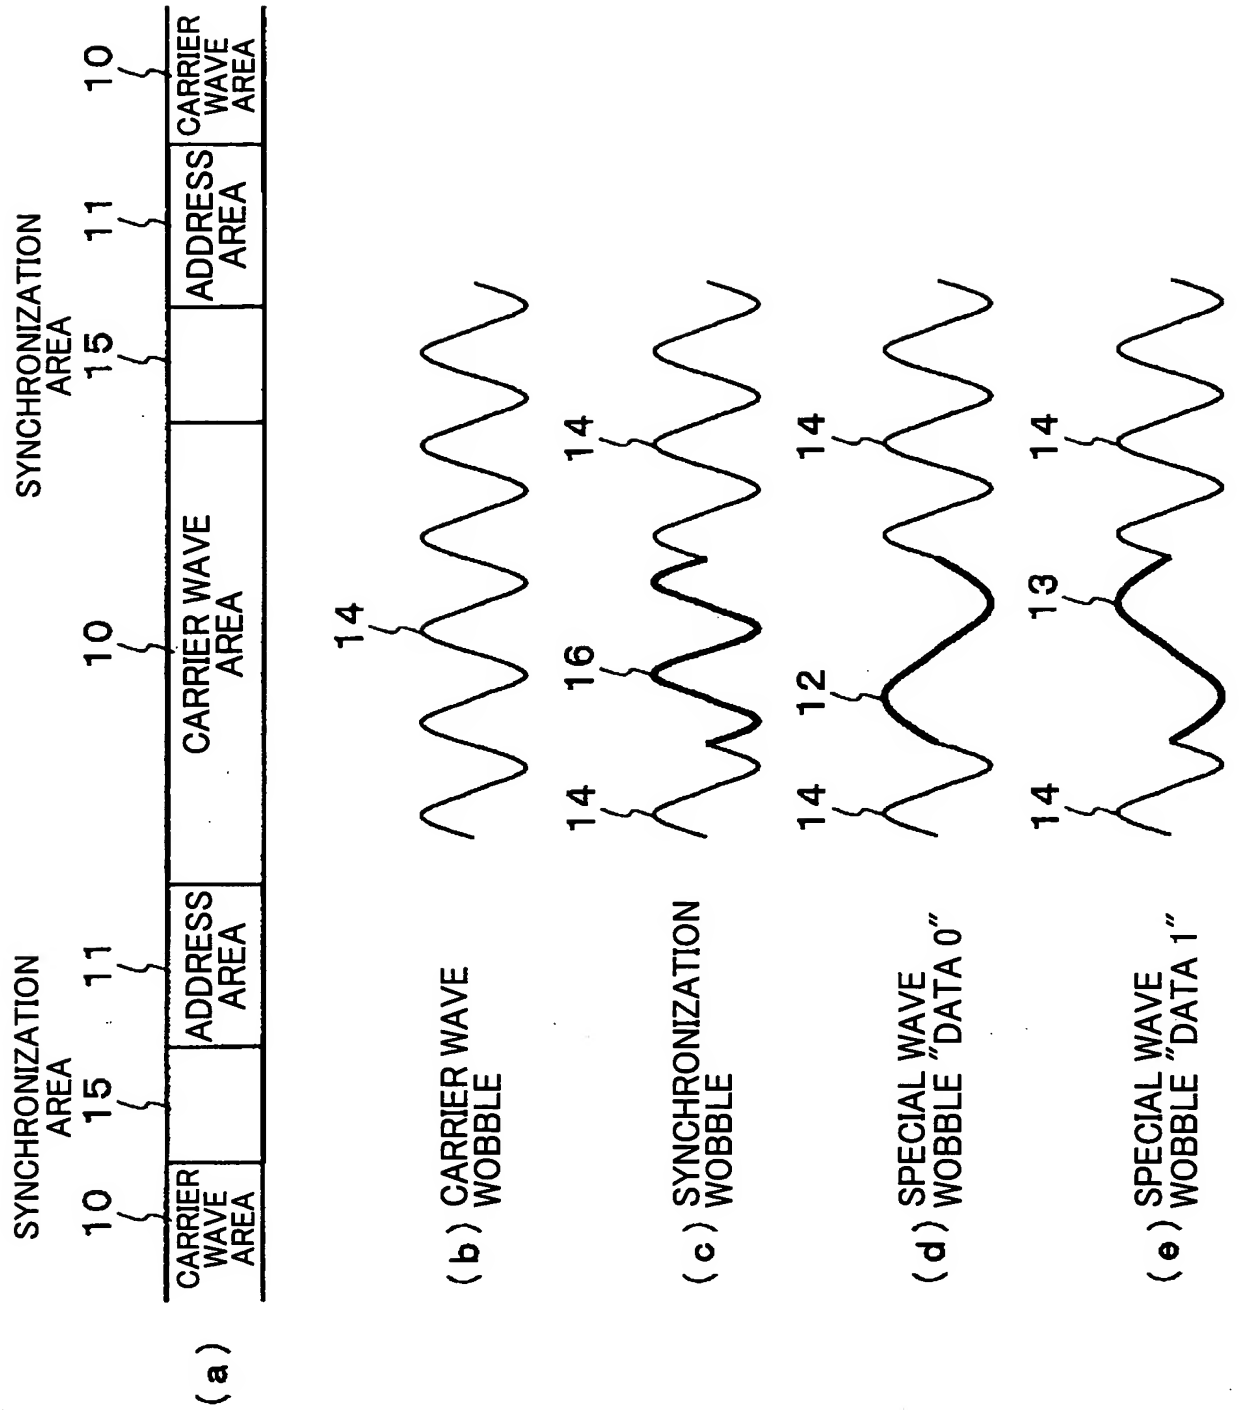 SYNCHRONIZATION
AREA
SYNCHRONIZATION
AREA
10
15
11
10
15
11
10
(a)
CARRIER
WAVE
AREA
ADDRESS
AREA
CARRIER WAVE
AREA
ADDRESS
AREA
CARRIER
WAVE
AREA
14
(b) CARRIER WAVE
WOBBLE
14
16
14
(c) SYNCHRONIZATION
WOBBLE
14
12
14
(d) SPECIAL WAVE
WOBBLE "DATA 0"
14
13
14
(e) SPECIAL WAVE
WOBBLE "DATA 1"